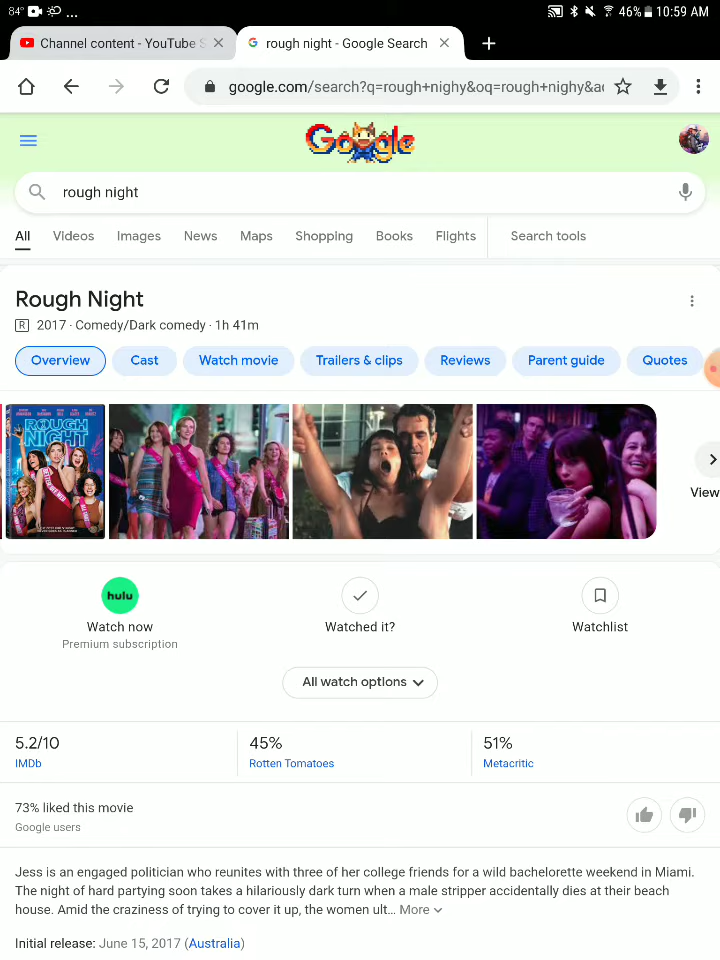 84° ... 46% 10:59 AM
Channel content - YouTube S
rough night - Google Search
google.com/search?q=rough+nighy&oq=rough+nighy&ac
Google
rough night
All Videos Images News Maps Shopping Books Flights Search tools
Rough Night
R 2017 · Comedy/Dark comedy · 1h 41m
Overview Cast Watch movie Trailers & clips Reviews Parent guide Quotes
ROUGH
NIGHT
View
hulu
Watch now Watched it? Watchlist
Premium subscription
All watch options
5.2/10 45% 51%
IMDb Rotten Tomatoes Metacritic
73% liked this movie
Google users
Jess is an engaged politician who reunites with three of her college friends for a wild bachelorette weekend in Miami.
The night of hard partying soon takes a hilariously dark turn when a male stripper accidentally dies at their beach
house. Amid the craziness of trying to cover it up, the women ult... More
Initial release: June 15, 2017 (Australia)